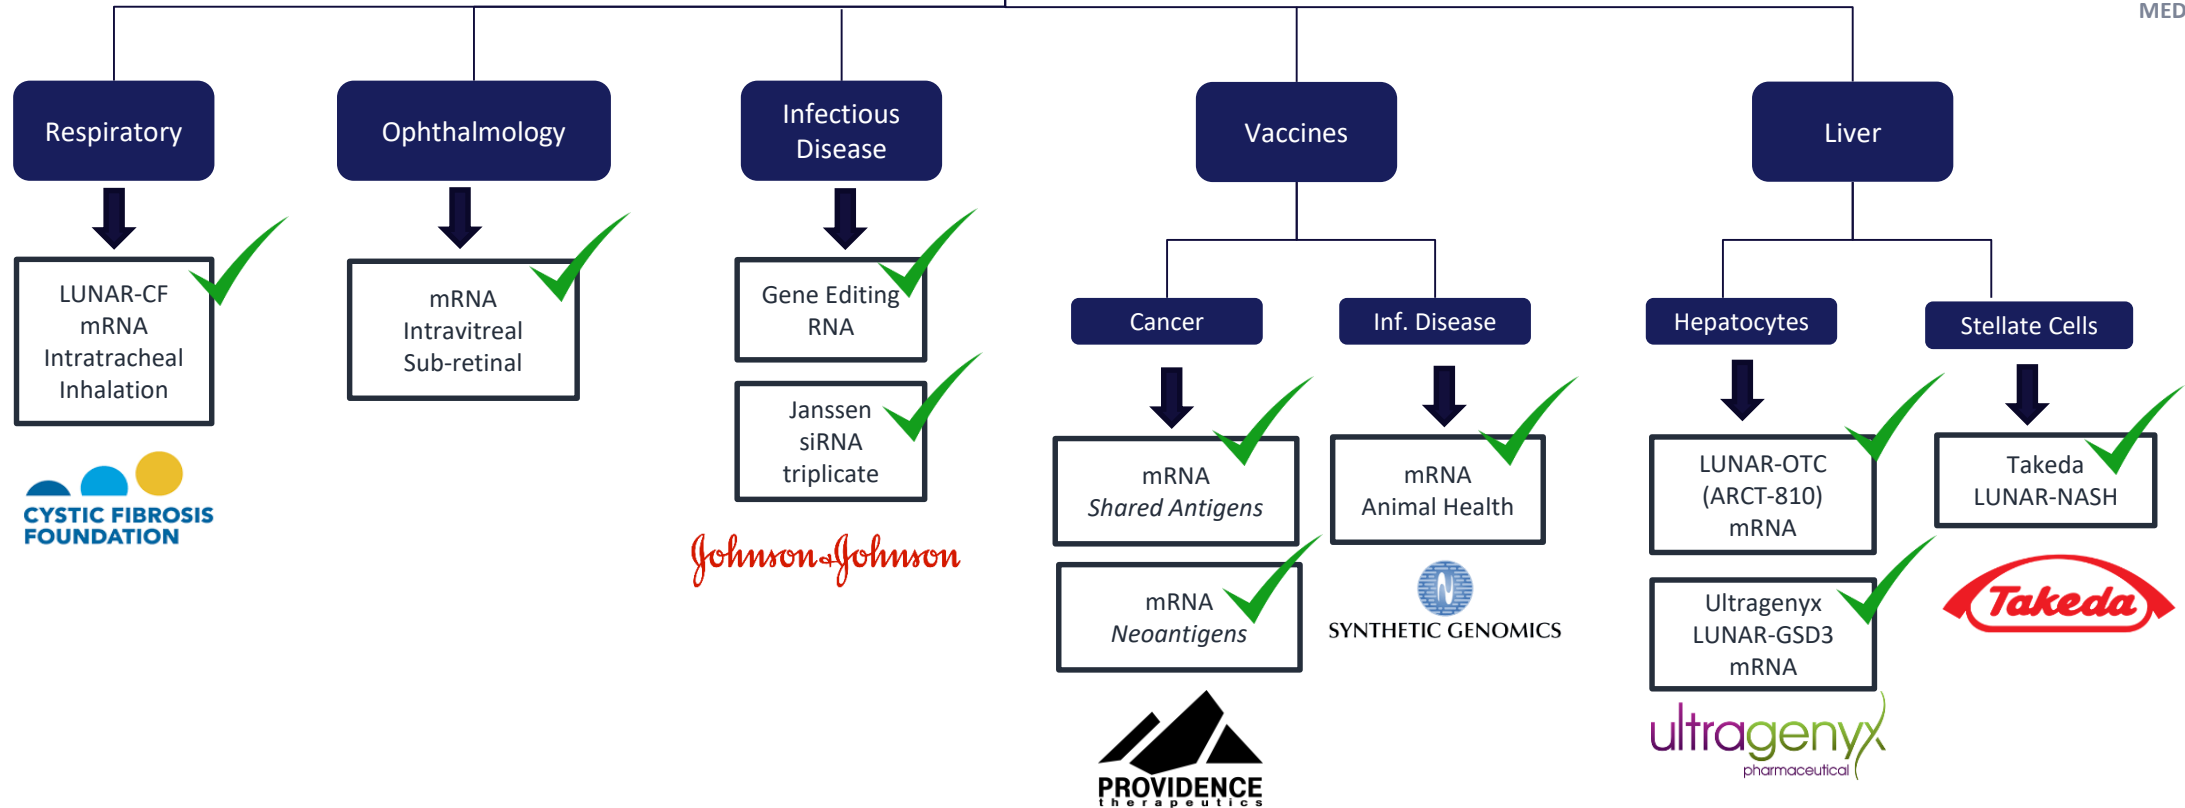 MED
Respiratory
Ophthalmology
Infectious
Disease
Vaccines
Liver
LUNAR-CF
mRNA
Intratracheal
Inhalation
mRNA
Intravitreal
Sub-retinal
Gene Editing
RNA
Janssen
siRNA
triplicate
Cancer
Inf. Disease
Hepatocytes
Stellate Cells
mRNA
Shared Antigens
mRNA
Neoantigens
mRNA
Animal Health
LUNAR-OTC
(ARCT-810)
mRNA
Ultragenyx
LUNAR-GSD3
mRNA
Takeda
LUNAR-NASH
CYSTIC FIBROSIS
FOUNDATION
Johnson & Johnson
N
SYNTHETIC GENOMICS
PROVIDENCE
therapeutics
ultragenyx
pharmaceutical
Takeda